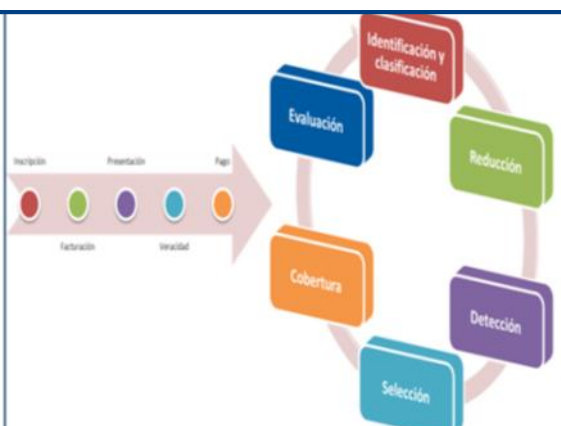 Inscripción
Presentación
Pago
Facturación
Veracidad
Identificación y
clasificación
Reducción
Detección
Selección
Cobertura
Evaluación